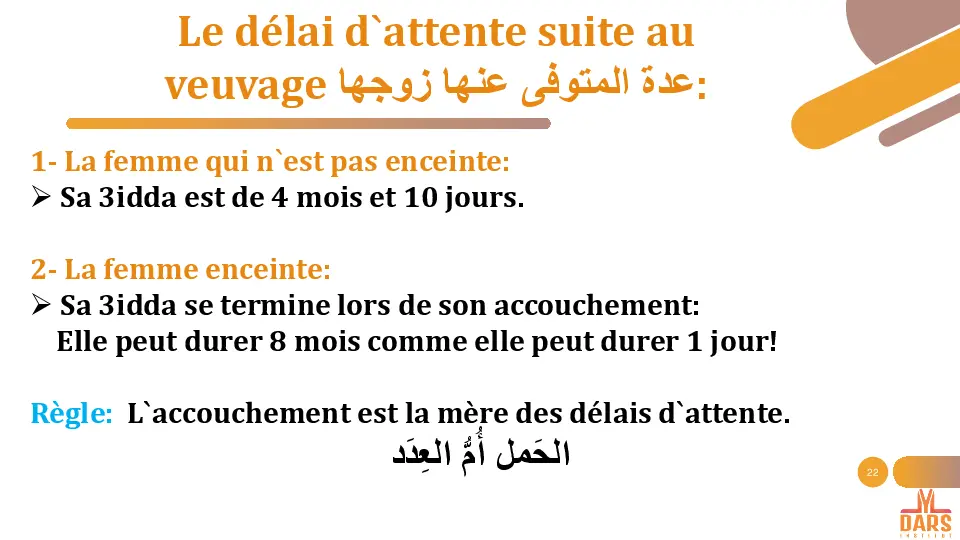 Le délai d`attente suite au
veuvage عدة المتوفى عنها زوجها:
1- La femme qui n`est pas enceinte:
➢ Sa 3idda est de 4 mois et 10 jours.
2- La femme enceinte:
➢ Sa 3idda se termine lors de son accouchement:
Elle peut durer 8 mois comme elle peut durer 1 jour!
Règle: L`accouchement est la mère des délais d`attente.
الحَمل أُمُّ العِدَد
22
DARS
INSTITUT